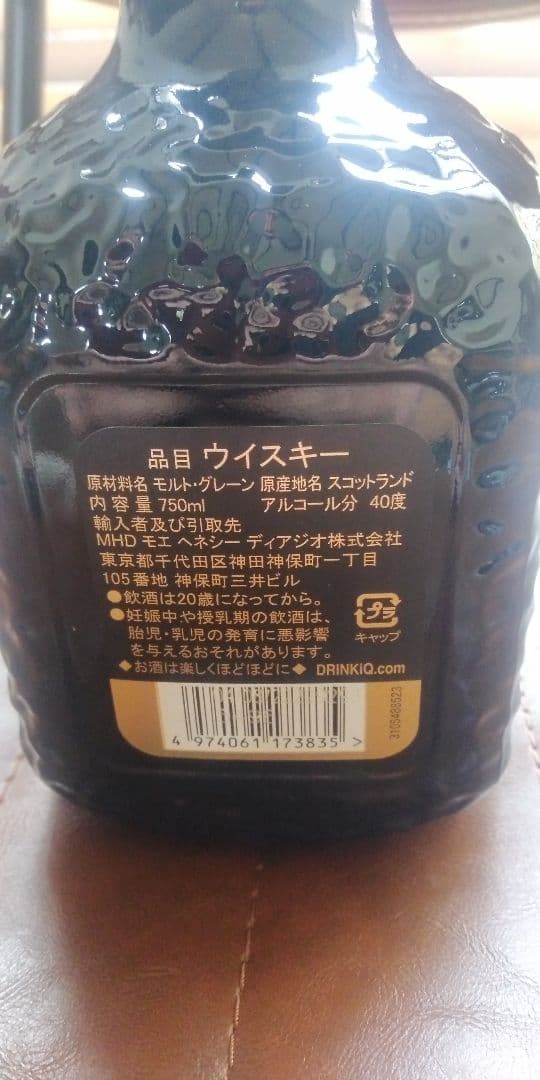 品目 ウイスキー
原材料名 モルト・グレーン 原産地名 スコットランド
内容量 750ml アルコール分 40度
輸入者及び引取先
MHD モエ ヘネシー ディアジオ株式会社
東京都千代田区神田神保町一丁目
105番地 神保町三井ビル
●飲酒は20歳になってから。
●妊娠中や授乳期の飲酒は、
胎児・乳児の発育に悪影響
を与えるおそれがあります。
プラ
キャップ
◆お酒は楽しくほどほどに◆ DRINKiQ.com
4 974061 173835 >
3105488523